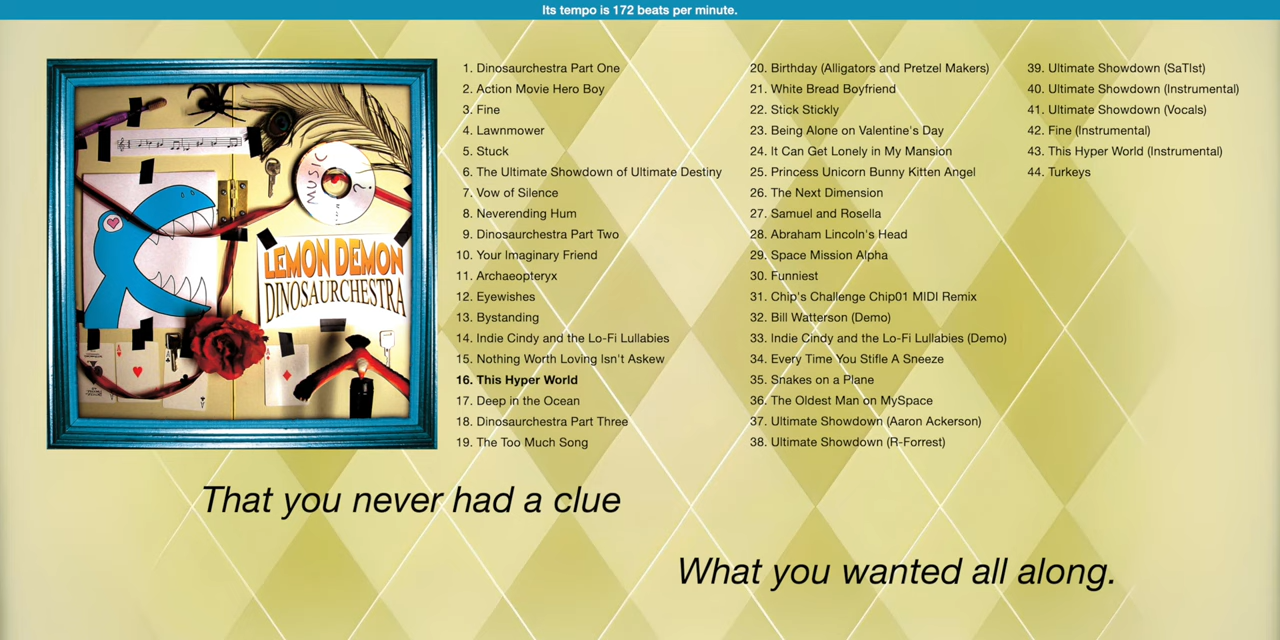 Its tempo is 172 beats per minute.
MUSIC
LEMON DEMON
DINOSAURCHESTRA
1. Dinosaurchestra Part One
2. Action Movie Hero Boy
3. Fine
4. Lawnmower
5. Stuck
6. The Ultimate Showdown of Ultimate Destiny
7. Vow of Silence
8. Neverending Hum
9. Dinosaurchestra Part Two
10. Your Imaginary Friend
11. Archaeopteryx
12. Eyewishes
13. Bystanding
14. Indie Cindy and the Lo-Fi Lullabies
15. Nothing Worth Loving Isn't Askew
16. This Hyper World
17. Deep in the Ocean
18. Dinosaurchestra Part Three
19. The Too Much Song
20. Birthday (Alligators and Pretzel Makers)
21. White Bread Boyfriend
22. Stick Stickly
23. Being Alone on Valentine's Day
24. It Can Get Lonely in My Mansion
25. Princess Unicorn Bunny Kitten Angel
26. The Next Dimension
27. Samuel and Rosella
28. Abraham Lincoln's Head
29. Space Mission Alpha
30. Funniest
31. Chip's Challenge Chip01 MIDI Remix
32. Bill Watterson (Demo)
33. Indie Cindy and the Lo-Fi Lullabies (Demo)
34. Every Time You Stifle A Sneeze
35. Snakes on a Plane
36. The Oldest Man on MySpace
37. Ultimate Showdown (Aaron Ackerson)
38. Ultimate Showdown (R-Forrest)
39. Ultimate Showdown (SaTIst)
40. Ultimate Showdown (Instrumental)
41. Ultimate Showdown (Vocals)
42. Fine (Instrumental)
43. This Hyper World (Instrumental)
44. Turkeys
That you never had a clue
What you wanted all along.